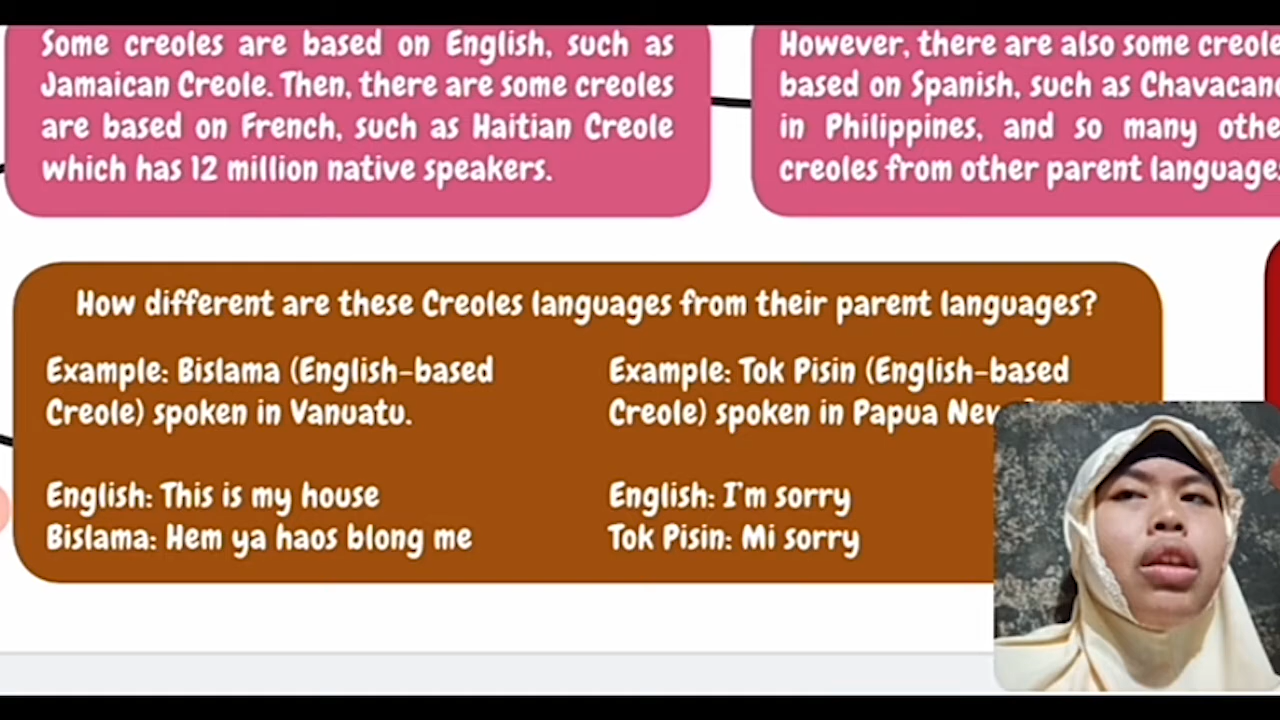 Some creoles are based on English, such as
Jamaican Creole. Then, there are some creoles
are based on French, such as Haitian Creole
which has 12 million native speakers.
However, there are also some
based on Spanish, such as
in Philippines, and so many
creoles from other parent
How different are these Creoles languages from their parent languages?
Example: Bislama (English-based
Creole) spoken in Vanuatu.
English: This is my house
Bislama: Hem ya haos blong me
Example: Tok Pisin (English-based
Creole) spoken in Papua New
English: I'm sorry
Tok Pisin: Mi sorry